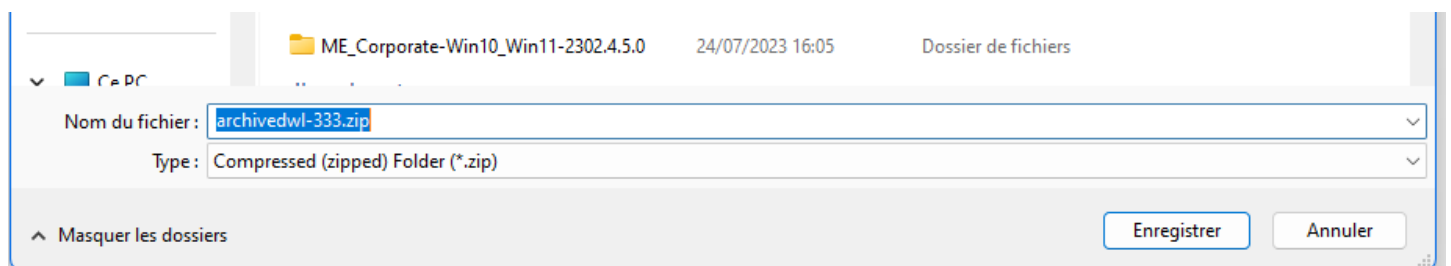 ME_Corporate-Win10_Win11-2302.4.5.0 24/07/2023 16:05 Dossier de fichiers
Ce PC
Nom du fichier : archivedwl-333.zip
Type : Compressed (zipped) Folder (*.zip)
Masquer les dossiers Enregistrer Annuler